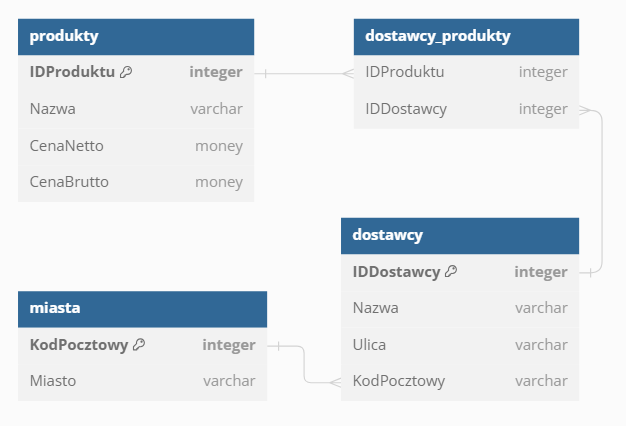 produkty
IDProduktu integer
Nazwa varchar
CenaNetto money
CenaBrutto money
dostawcy_produkty
IDProduktu integer
IDDostawcy integer
dostawcy
IDDostawcy integer
Nazwa varchar
Ulica varchar
KodPocztowy varchar
miasta
KodPocztowy integer
Miasto varchar